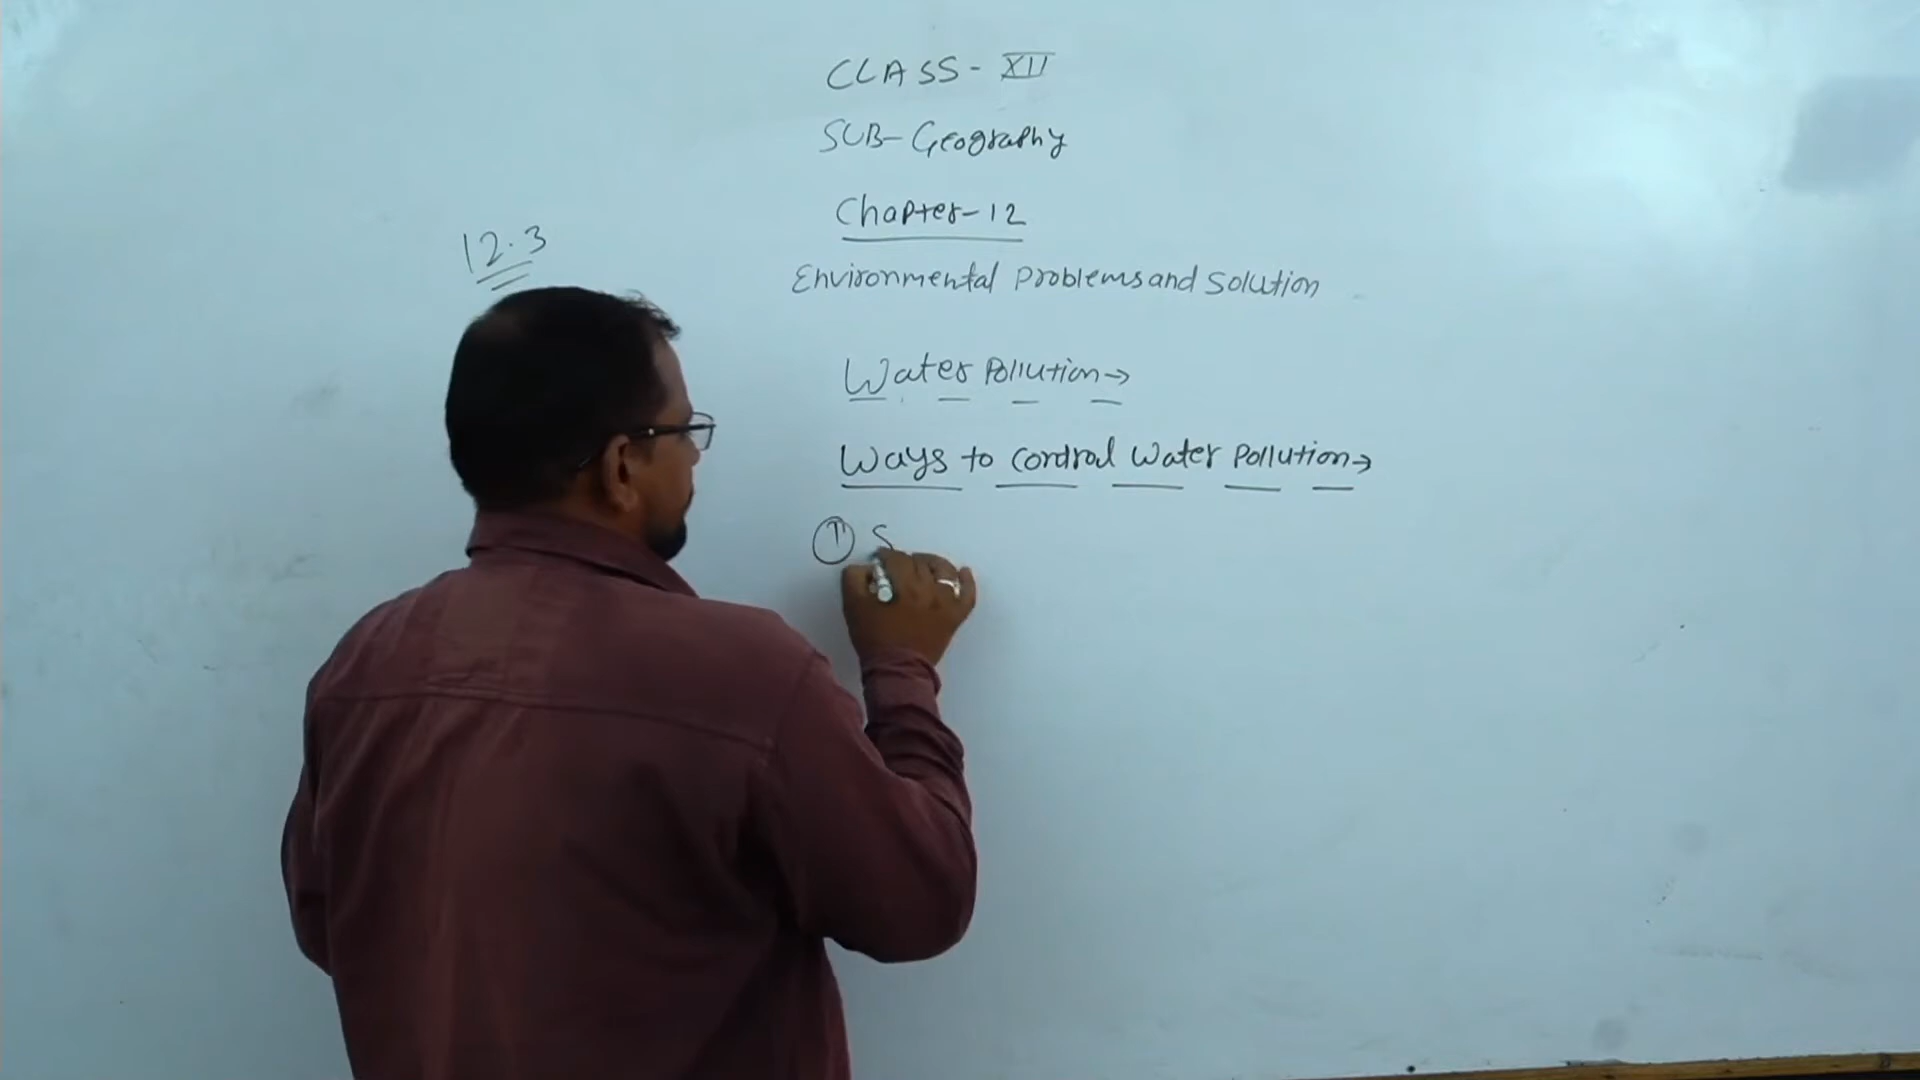 CLASS - XII
SUB- Geography
Chapter-12
12.3
Environmental Problems and Solution
Water Pollution→
Ways to control water pollution→
① S